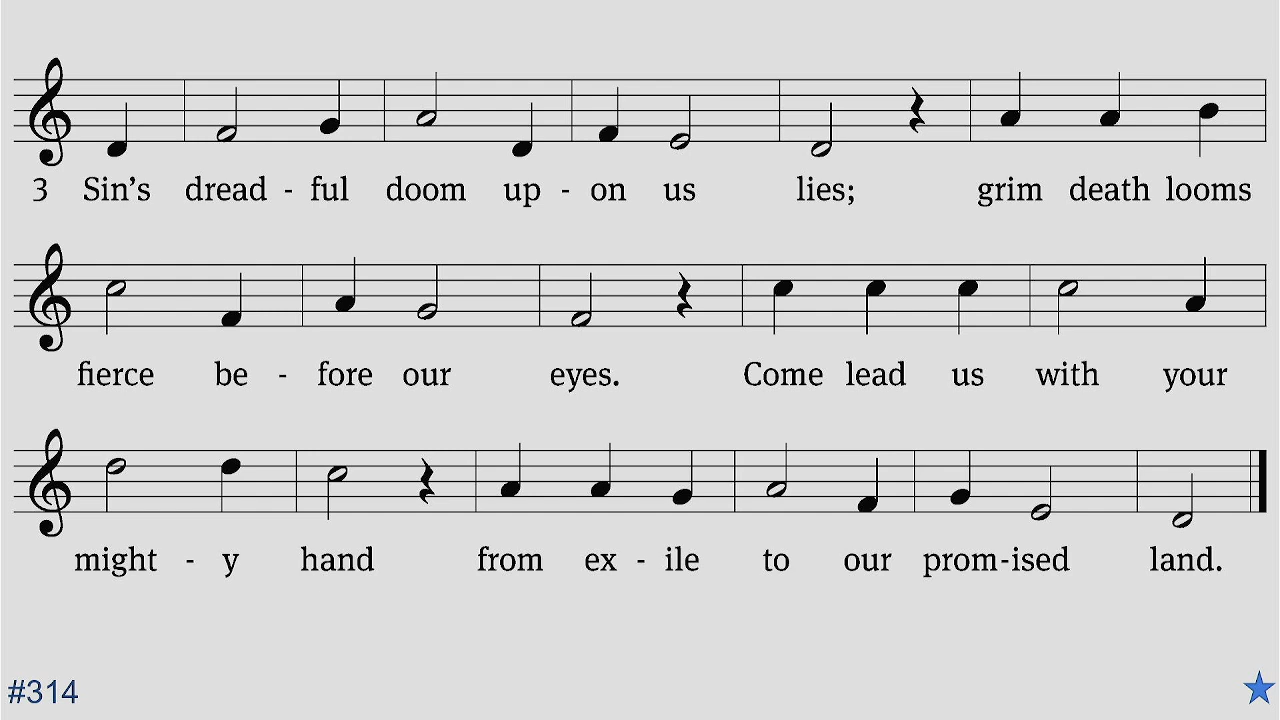 3 Sin’s dread - ful doom up - on us lies; grim death looms
fierce be - fore our eyes. Come lead us with your
might - y hand from ex - ile to our prom-ised land.
#314